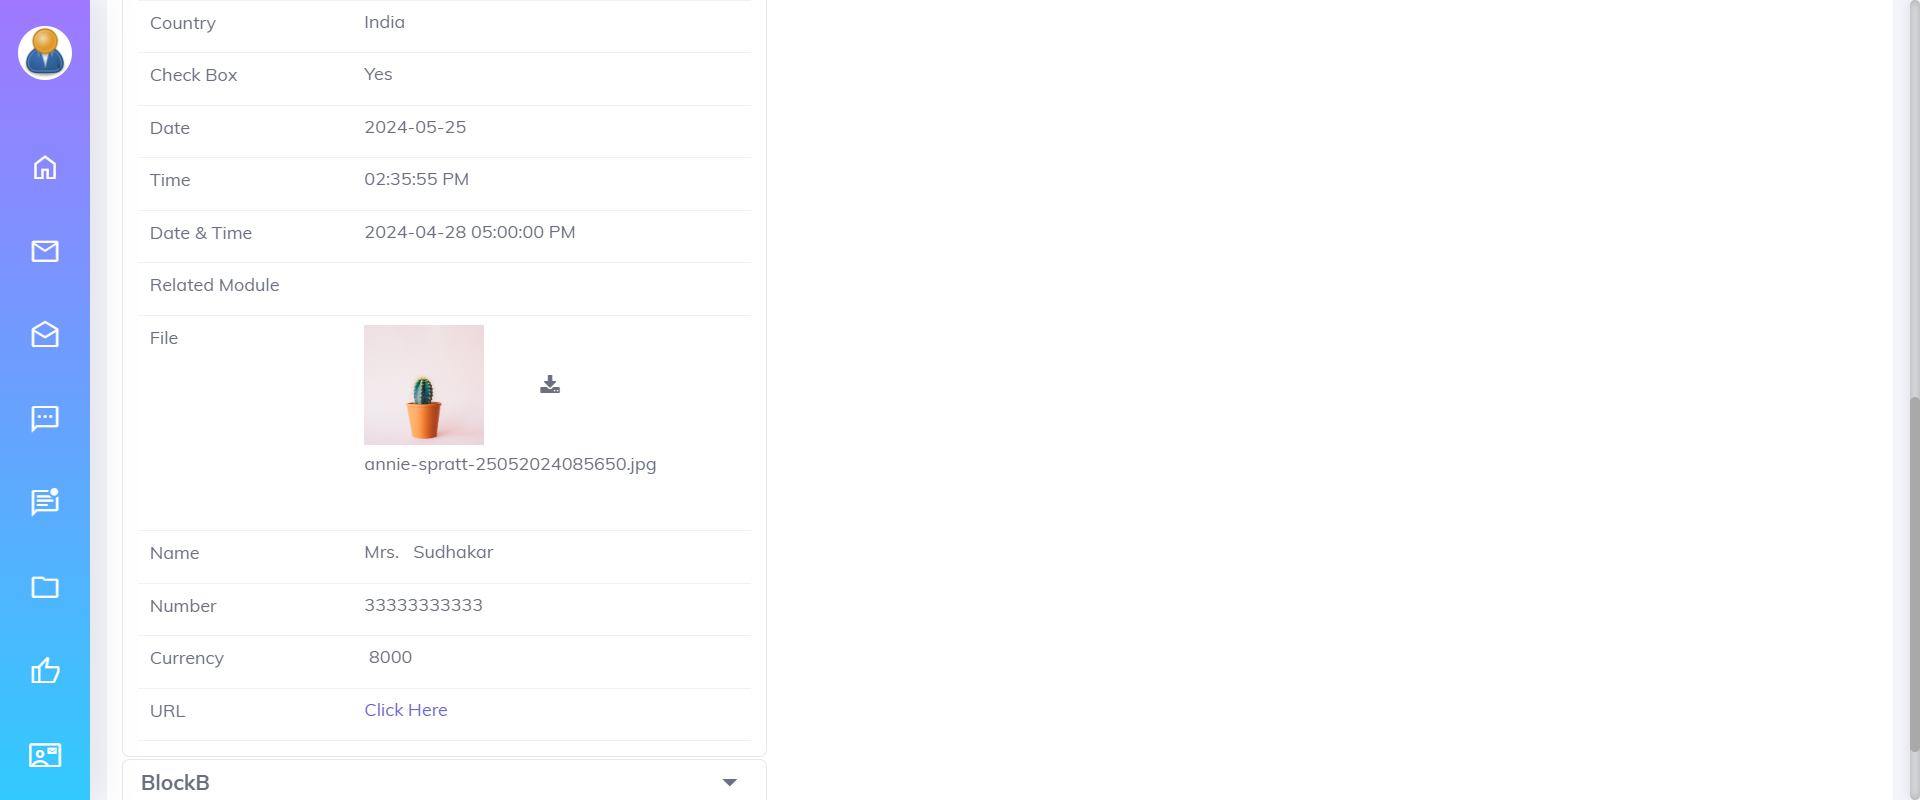 Country India
Check Box Yes
Date 2024-05-25
Time 02:35:55 PM
Date & Time 2024-04-28 05:00:00 PM
Related Module
File
annie-spratt-25052024085650.jpg
Name Mrs. Sudhakar
Number 33333333333
Currency 8000
URL Click Here
BlockB